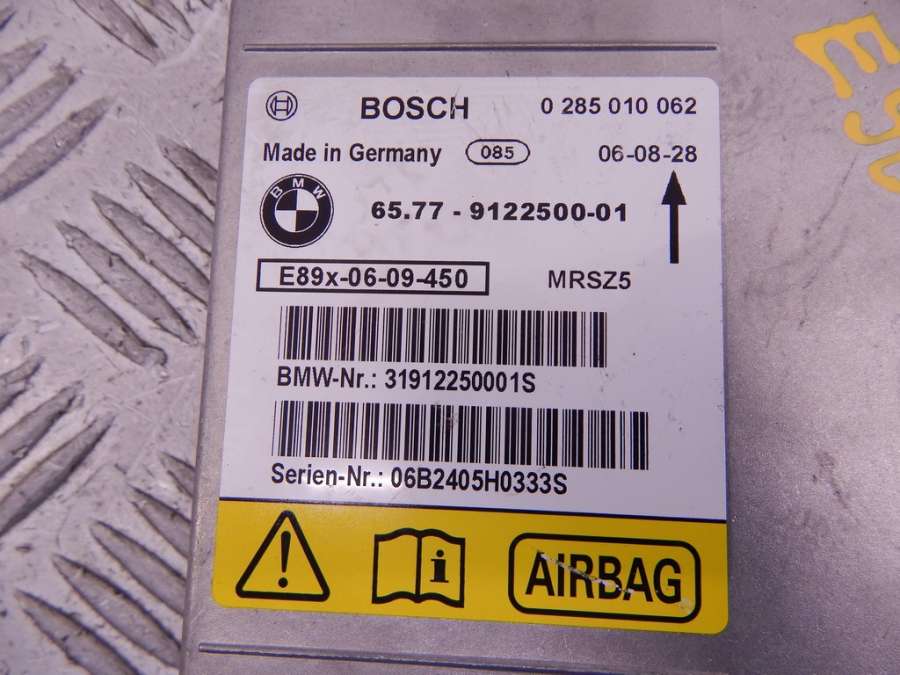 BOSCH 0 285 010 062
Made in Germany 085 06-08-28
BMW
65.77 - 9122500-01
E89x-06-09-450 MRSZ5
BMW-Nr.: 31912250001S
Serien-Nr.: 06B2405H0333S
AIRBAG
E90